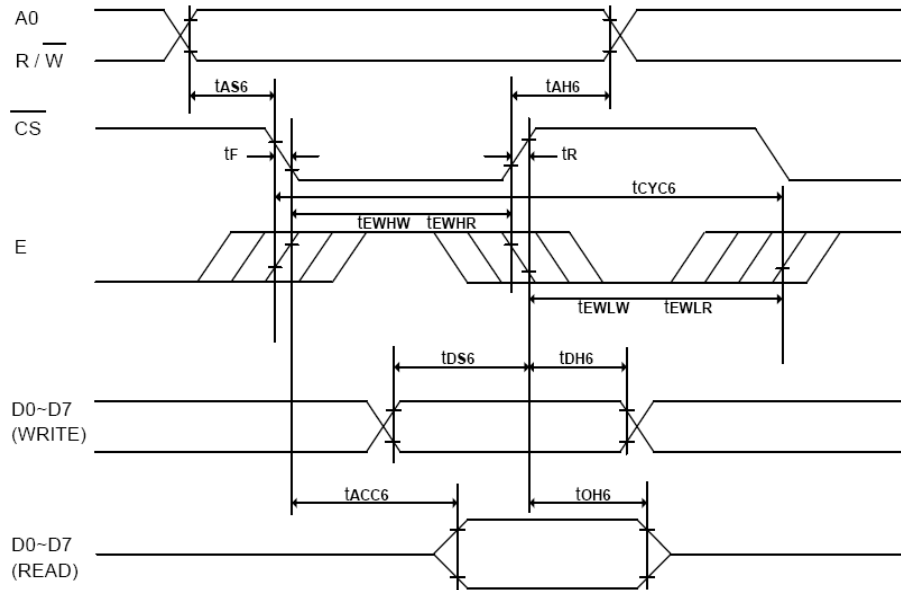 A0
R / W
tAS6
tAH6
CS
tF
tR
tCYC6
tEWHW tEWHR
E
tEWLW tEWLR
tDS6
tDH6
D0~D7
(WRITE)
tACC6
tOH6
D0~D7
(READ)